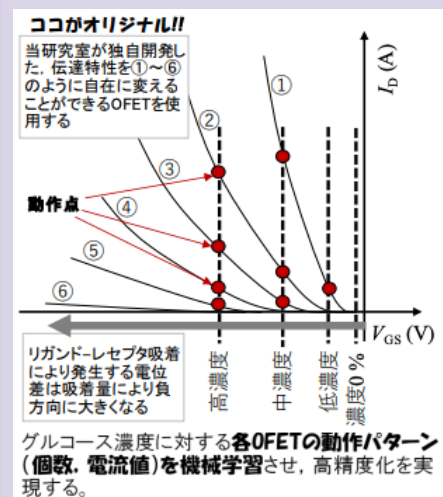 ココがオリジナル!!
当研究室が独自開発し
た，伝達特性を①～⑥
のように自在に変える
ことができるOFETを使
用する
I_D (A)
①
②
③
動作点
④
⑤
⑥
V_GS (V)
リガンド-レセプタ吸着
により発生する電位
差は吸着量により負
方向に大きくなる
高濃度
中濃度
低濃度
濃度0 %
グルコース濃度に対する各OFETの動作パターン
(個数，電流値)を機械学習させ，高精度化を実
現する。